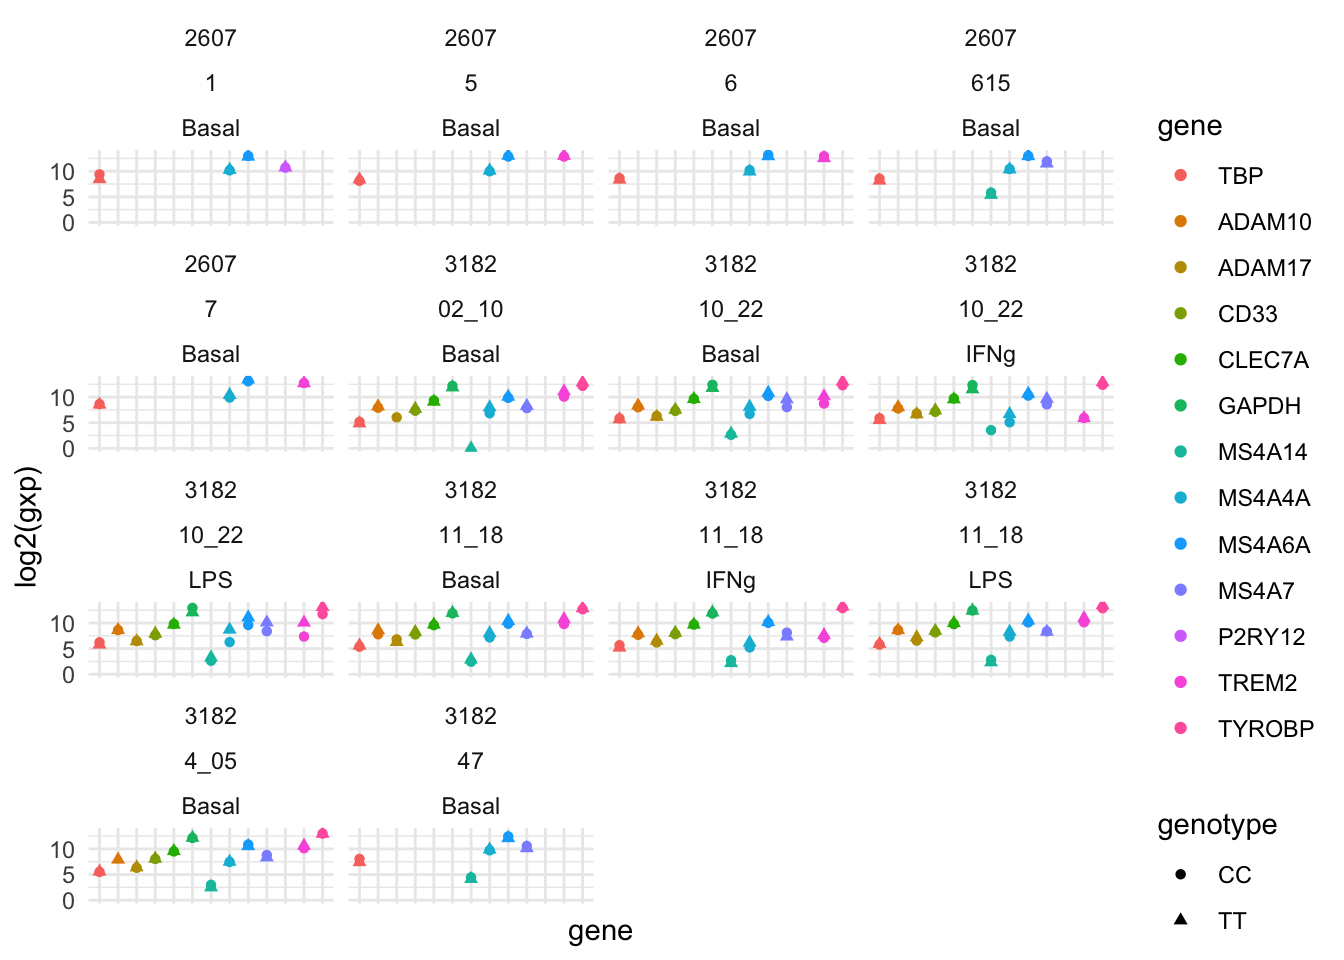 2607 2607 2607 2607
1 5 6 615
Basal Basal Basal Basal
10
5
0
2607 3182 3182 3182
7 02_10 10_22 10_22
Basal Basal Basal IFNg
10
5
0
3182 3182 3182 3182
10_22 11_18 11_18 11_18
LPS Basal IFNg LPS
10
5
0
3182 3182
4_05 47
Basal Basal
10
5
0
log2(gxp)
gene
gene
TBP
ADAM10
ADAM17
CD33
CLEC7A
GAPDH
MS4A14
MS4A4A
MS4A6A
MS4A7
P2RY12
TREM2
TYROBP
genotype
CC
TT